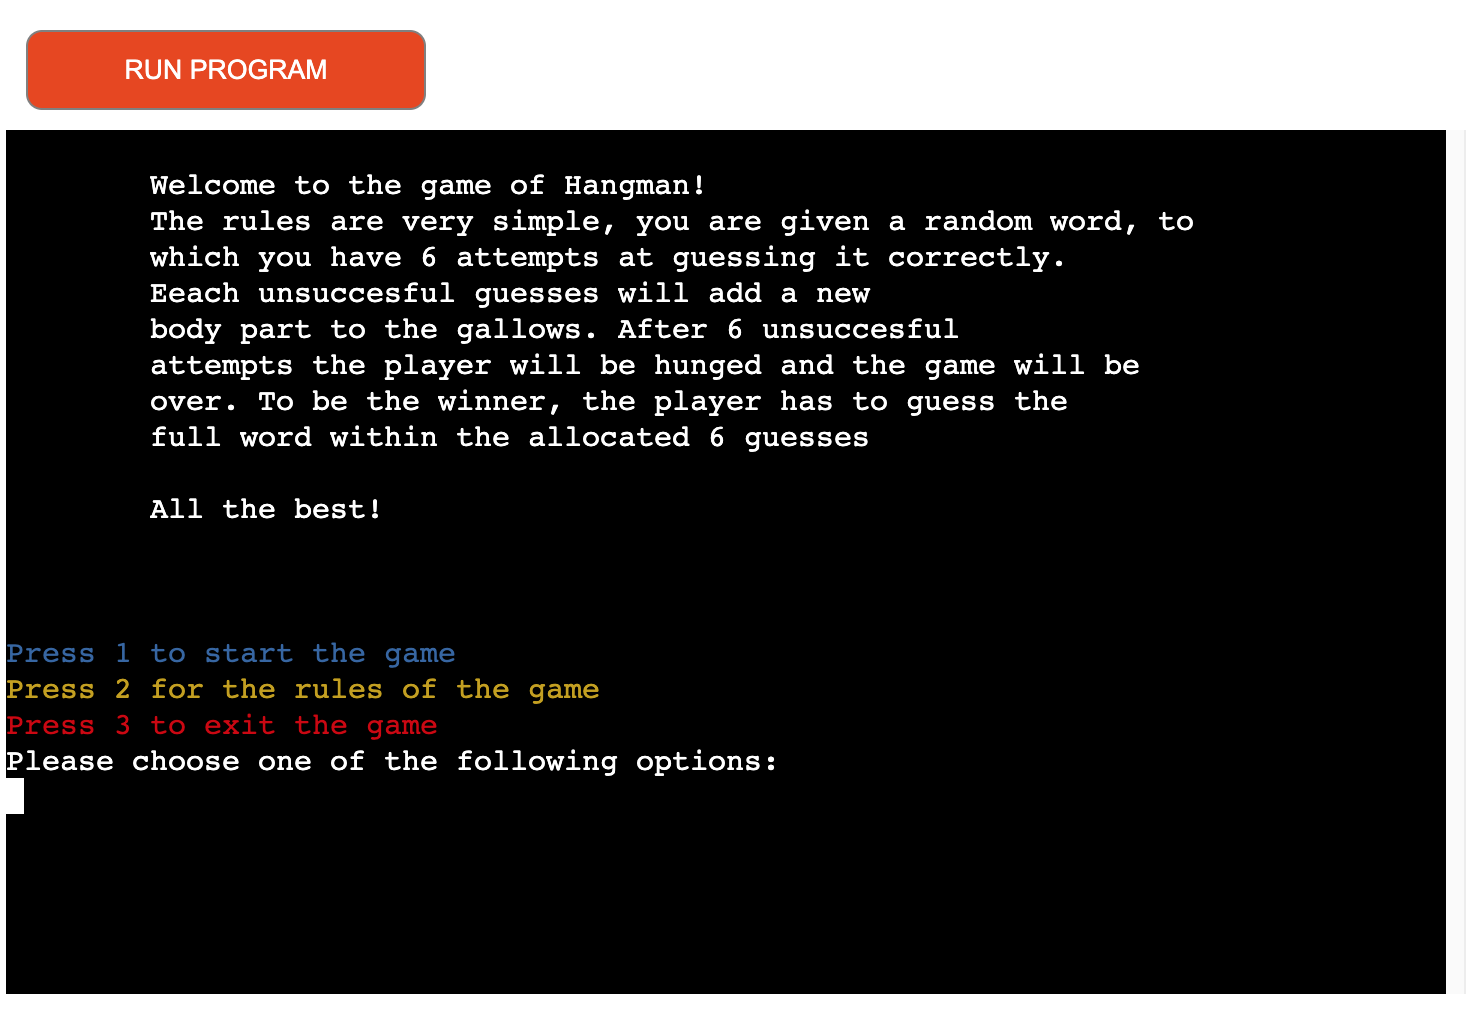 RUN PROGRAM
Welcome to the game of Hangman!
The rules are very simple, you are given a random word, to
which you have 6 attempts at guessing it correctly.
Eeach unsuccesful guesses will add a new
body part to the gallows. After 6 unsuccesful
attempts the player will be hunged and the game will be
over. To be the winner, the player has to guess the
full word within the allocated 6 guesses
All the best!
Press 1 to start the game
Press 2 for the rules of the game
Press 3 to exit the game
Please choose one of the following options: